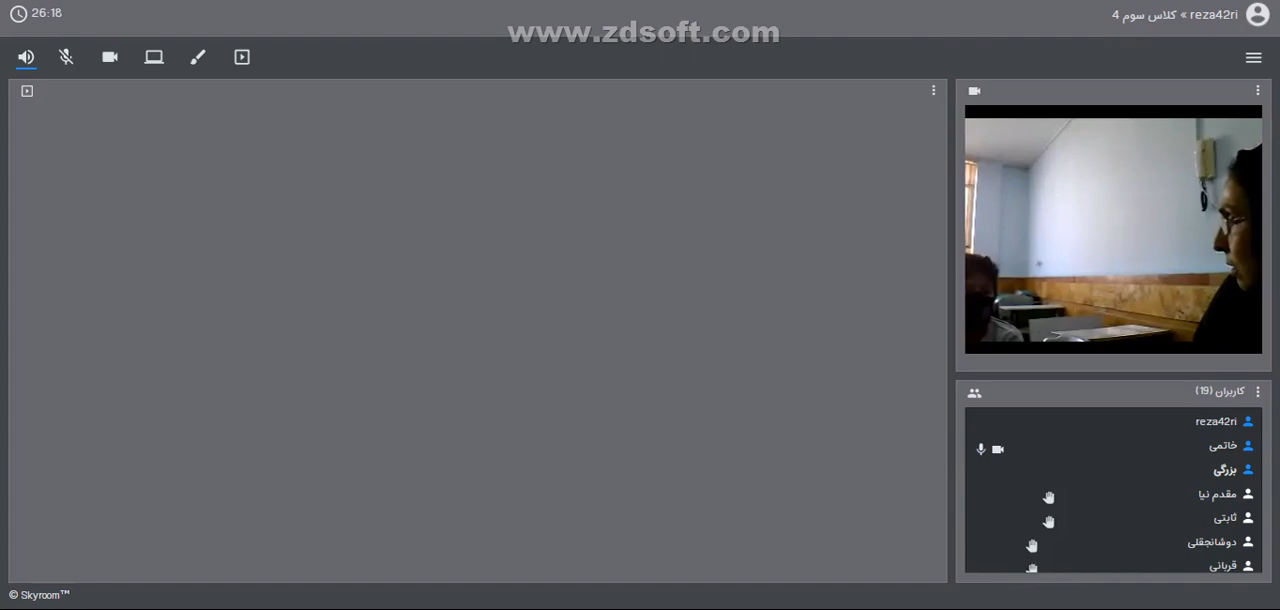 26:18
www.zdsoft.com
reza42ri » کلاس سوم 4
کاربران (19)
reza42ri
خاتمی
بزرگی
مقدم نیا
ثابتی
دوشانجقلی
قربانی
© Skyroom™